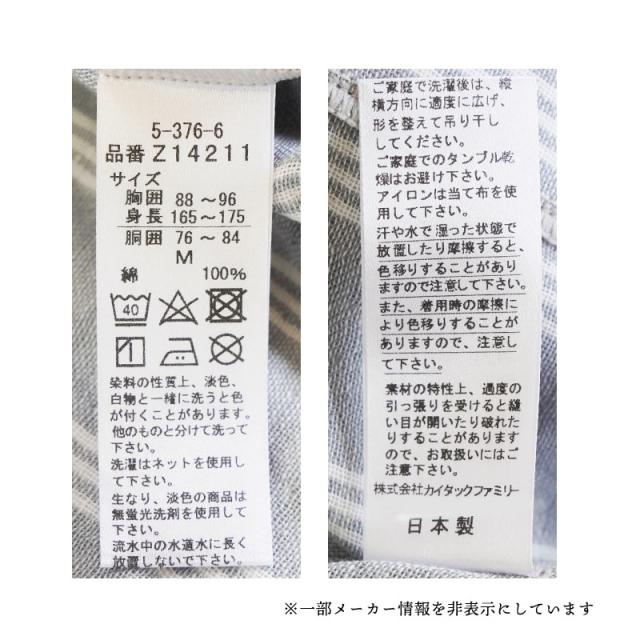 5-376-6
品番 Z14211
サイズ
胸囲 88～96
身長 165～175
胴囲 76～84
M
綿 100%
40
染料の性質上、淡色、
白物と一緒に洗うと色
が付くことがあります。
他のものと分けて洗って
下さい。
洗濯はネットを使用して
下さい。
生なり、淡色の商品は
無蛍光洗剤を使用して
下さい。
流水中の水道水に長く
放置しないで下さい。
ご家庭で洗濯後は、縦
横方向に適度に広げ、
形を整えて吊り干し
してください。
ご家庭でのタンブル乾
燥はお避け下さい。
アイロンは当て布を使
用して下さい。
汗や水で湿った状態で
放置したり摩擦すると、
色移りすることがあり
ますので注意して下さい。
また、着用時の摩擦に
より色移りすることが
ありますので、注意し
て下さい。
素材の特性上、過度の
引っ張りを受けると縫
い目が開いたり破れた
りすることがあります
ので、お取扱いにはご
注意下さい。
株式会社カイタックファミリー
日本製
※一部メーカー情報を非表示にしています